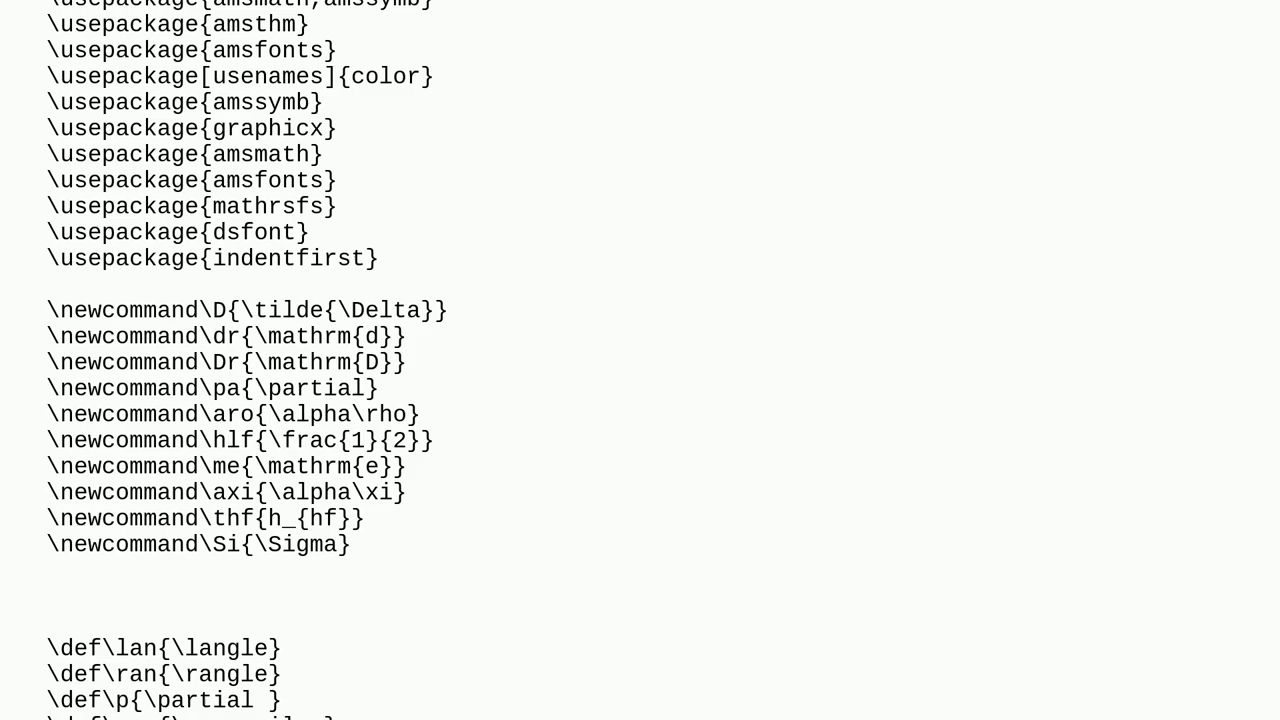 \usepackage{amsmath,amssymb}
\usepackage{amsthm}
\usepackage{amsfonts}
\usepackage[usenames]{color}
\usepackage{amssymb}
\usepackage{graphicx}
\usepackage{amsmath}
\usepackage{amsfonts}
\usepackage{mathrsfs}
\usepackage{dsfont}
\usepackage{indentfirst}
\newcommand\D{\tilde{\Delta}}
\newcommand\dr{\mathrm{d}}
\newcommand\Dr{\mathrm{D}}
\newcommand\pa{\partial}
\newcommand\aro{\alpha\rho}
\newcommand\hlf{\frac{1}{2}}
\newcommand\me{\mathrm{e}}
\newcommand\axi{\alpha\xi}
\newcommand\thf{h_{hf}}
\newcommand\Si{\Sigma}
\def\lan{\langle}
\def\ran{\rangle}
\def\p{\partial }